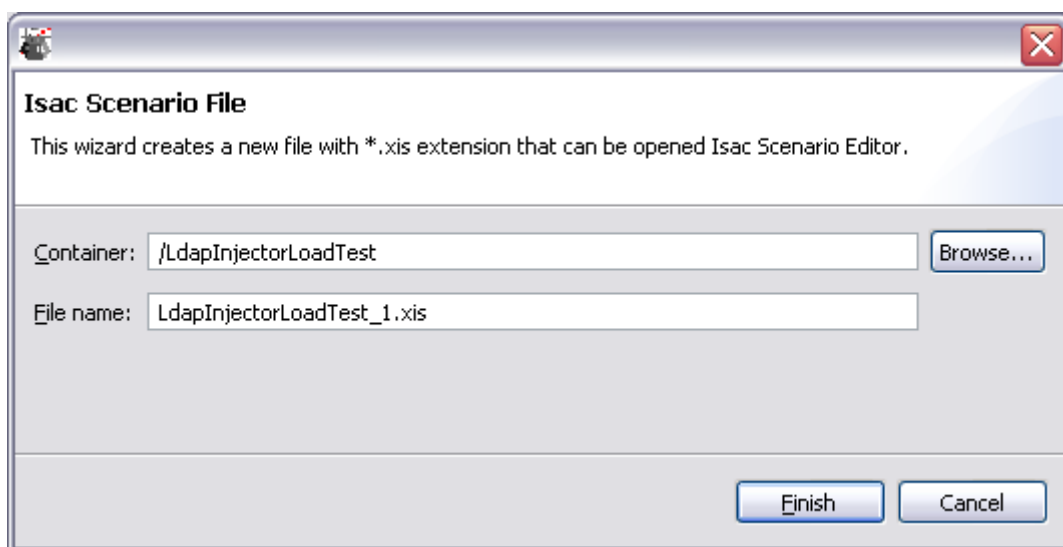 Isac Scenario File
This wizard creates a new file with *.xis extension that can be opened Isac Scenario Editor.
Container: /LdapInjectorLoadTest Browse...
File name: LdapInjectorLoadTest_1.xis
Finish Cancel